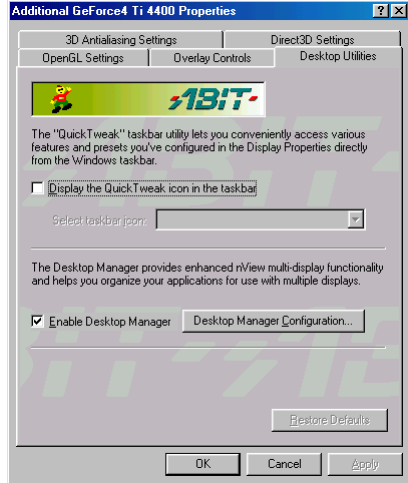 Additional GeForce4 Ti 4400 Properties
3D Antialiasing Settings
Direct3D Settings
OpenGL Settings
Overlay Controls
Desktop Utilities
ABIT
The "QuickTweak" taskbar utility lets you conveniently access various
features and presets you've configured in the Display Properties directly
from the Windows taskbar.
Display the QuickTweak icon in the taskbar
Select taskbar icon:
The Desktop Manager provides enhanced nView multi-display functionality
and helps you organize your applications for use with multiple displays.
Enable Desktop Manager
Desktop Manager Configuration...
Restore Defaults
OK
Cancel
Apply